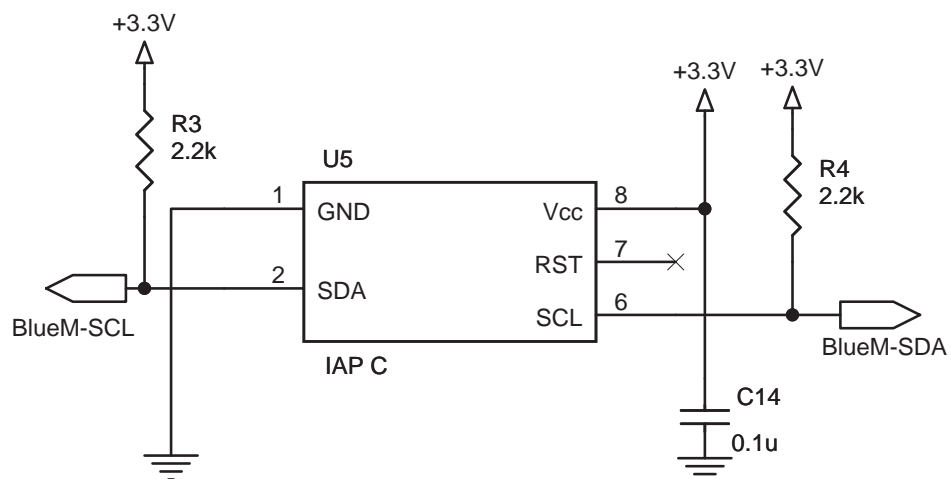 +3.3V
R3
2.2k
+3.3V
+3.3V
R4
2.2k
U5
1
GND
Vcc
8
RST
7
2
SDA
SCL
6
BlueM-SCL
BlueM-SDA
IAP C
C14
0.1u